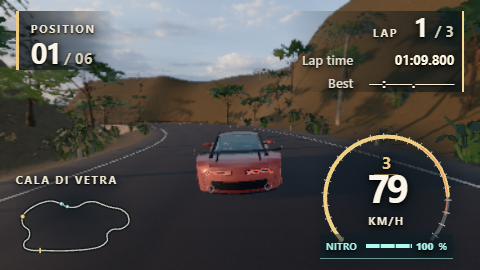 POSITION
01 / 06
LAP 1 / 3
Lap time 01:09.800
Best --:--.---
CALA DI VETRA
3
79
KM/H
NITRO 100 %